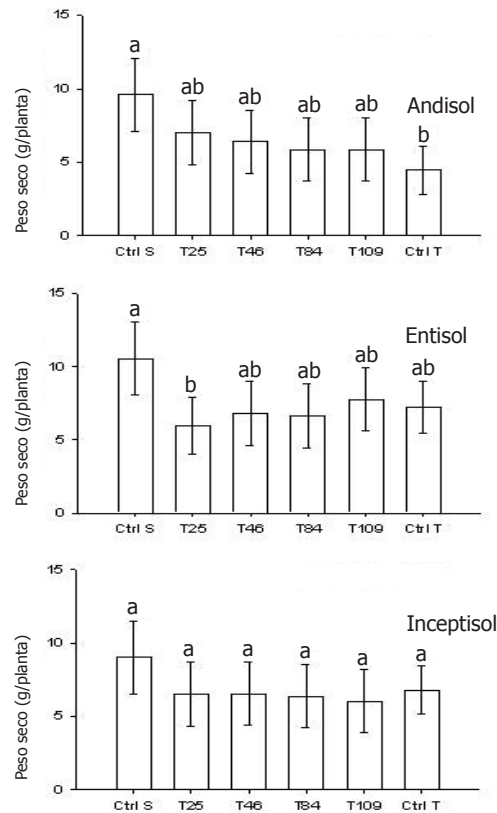 15
a
ab
ab
ab
ab
Andisol
b
10
5
0
Peso seco (g/planta)
Ctrl S T25 T46 T84 T109 Ctrl T
15
a
b
ab
ab
ab
ab
Entisol
10
5
0
Peso seco (g/planta)
Ctrl S T25 T46 T84 T109 Ctrl T
15
a
a
a
a
a
a
Inceptisol
10
5
0
Peso seco (g/planta)
Ctrl S T25 T46 T84 T109 Ctrl T